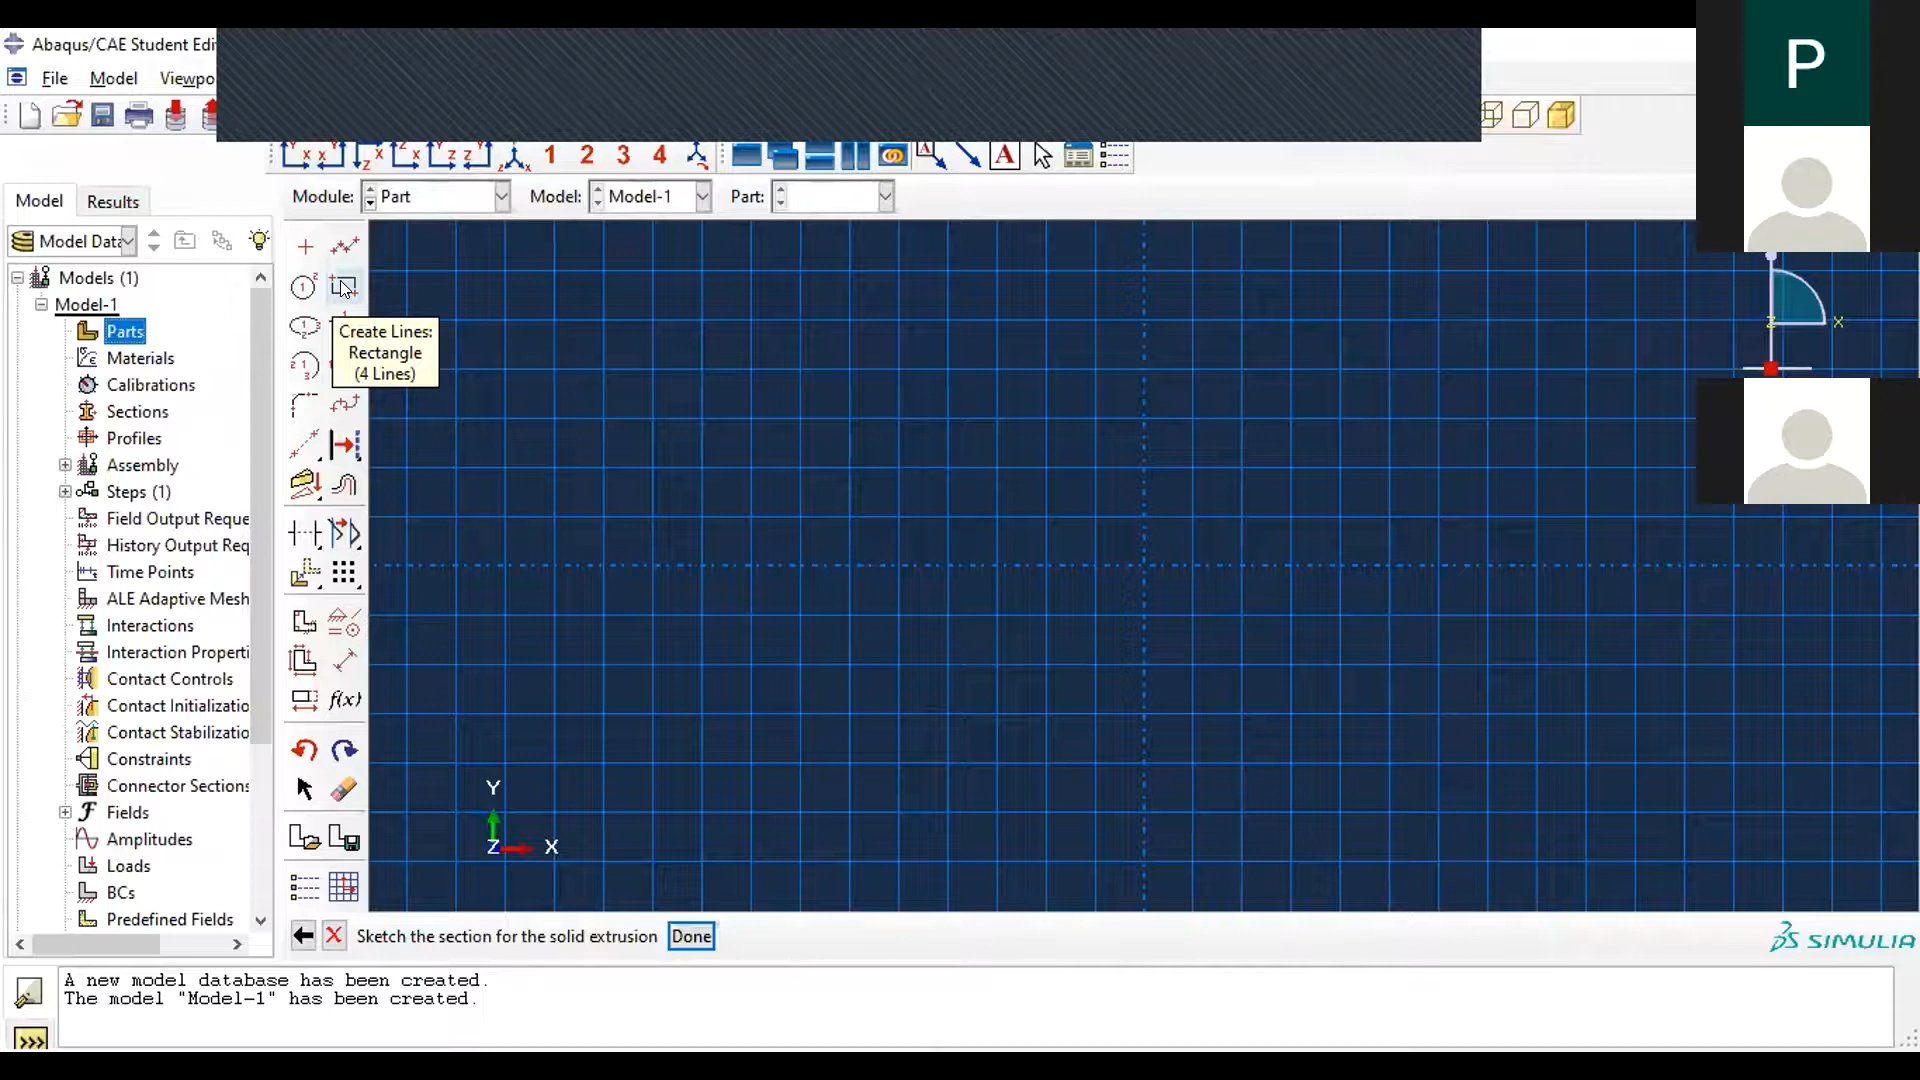 Abaqus/CAE Student Edi
File Model Viewpo
1 2 3 4
Module: Part Model: Model-1 Part:
Model Results
Model Data
Models (1)
Model-1
Parts
Materials
Calibrations
Sections
Profiles
Assembly
Steps (1)
Field Output Reque
History Output Req
Time Points
ALE Adaptive Mesh
Interactions
Interaction Properti
Contact Controls
Contact Initializatio
Contact Stabilizatio
Constraints
Connector Sections
Fields
Amplitudes
Loads
BCs
Predefined Fields
Create Lines:
Rectangle
(4 Lines)
f(x)
Y
Z X
P
Z X
Sketch the section for the solid extrusion Done
SIMULIA
A new model database has been created.
The model "Model-1" has been created.
>>>